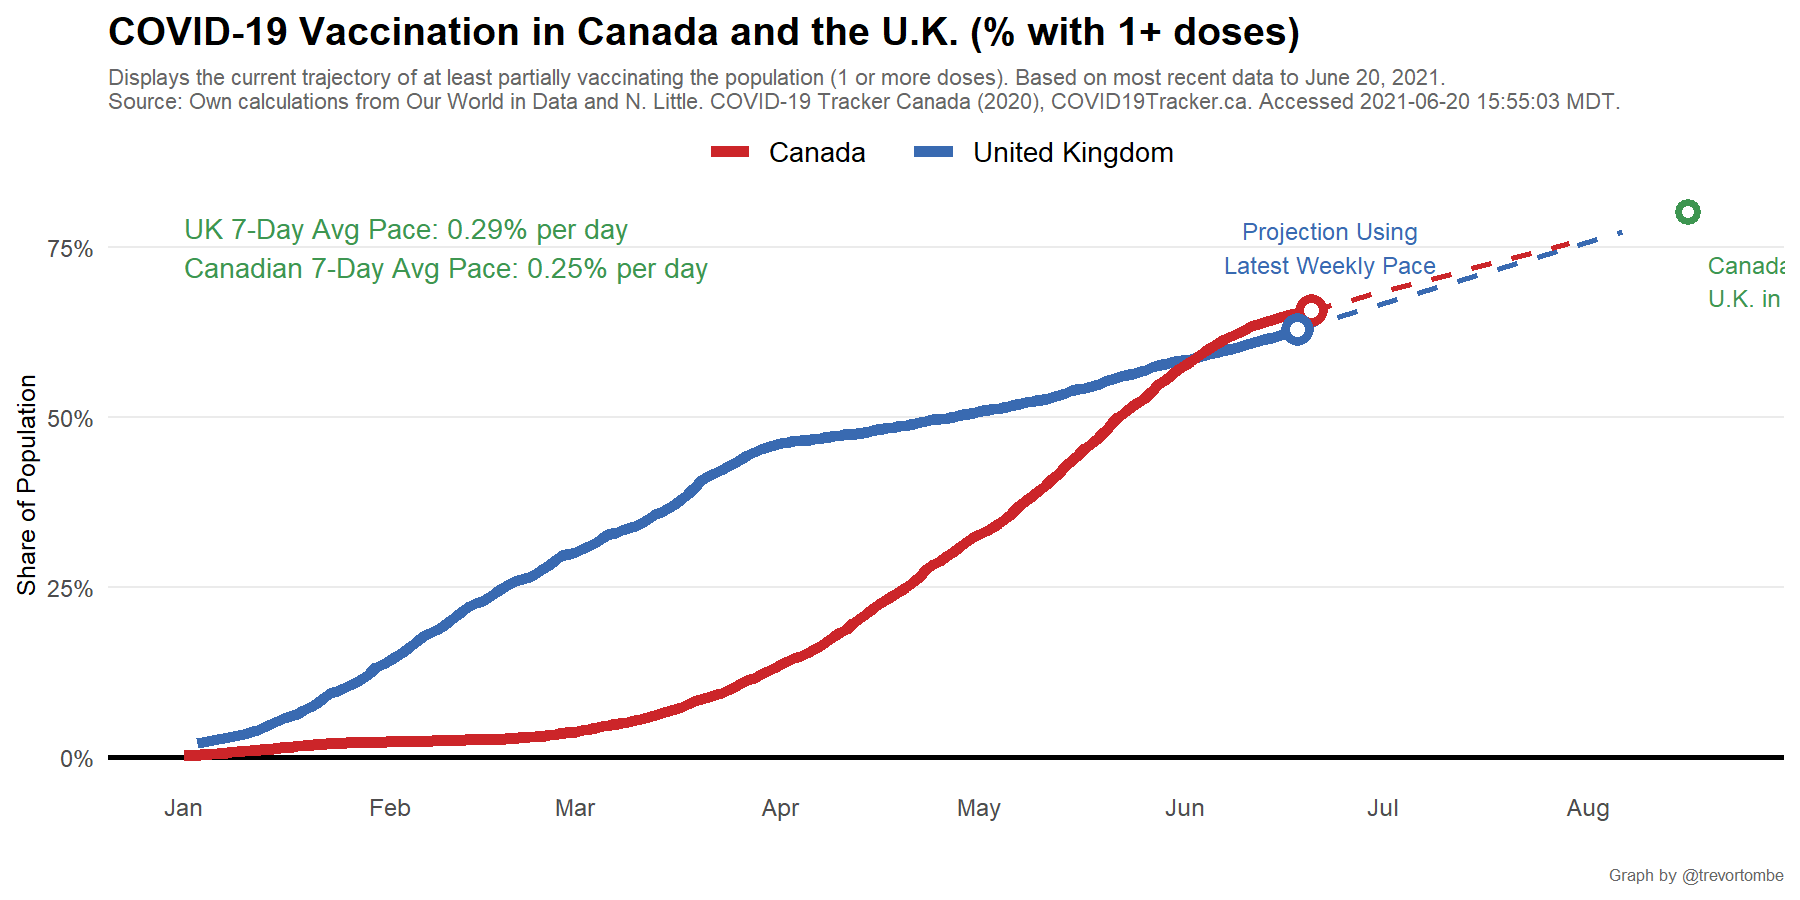 COVID-19 Vaccination in Canada and the U.K. (% with 1+ doses)
Displays the current trajectory of at least partially vaccinating the population (1 or more doses). Based on most recent data to June 20, 2021.
Source: Own calculations from Our World in Data and N. Little. COVID-19 Tracker Canada (2020), COVID19Tracker.ca. Accessed 2021-06-20 15:55:03 MDT.
Canada
United Kingdom
UK 7-Day Avg Pace: 0.29% per day
Canadian 7-Day Avg Pace: 0.25% per day
Projection Using
Latest Weekly Pace
Canada
U.K. in
75%
50%
25%
0%
Share of Population
Jan
Feb
Mar
Apr
May
Jun
Jul
Aug
Graph by @trevortombe